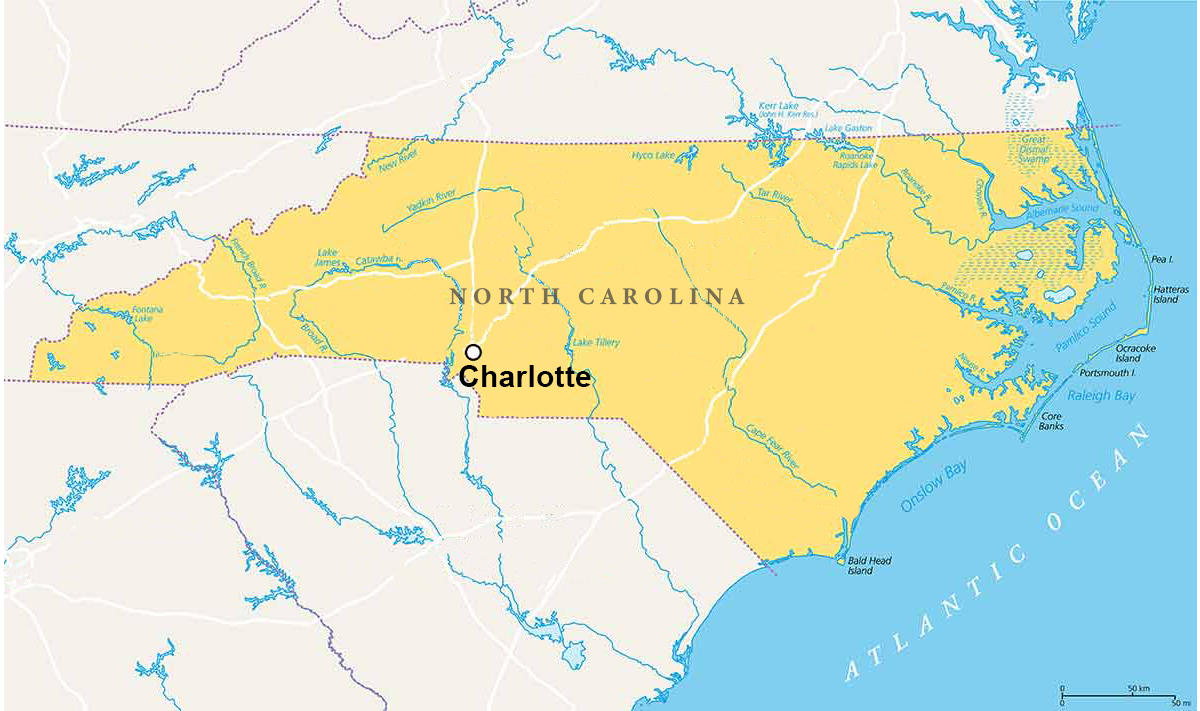 Kerr Lake
(John H. Kerr Res.)
Lake Gaston
Great
Dismal
Swamp
New River
Hyco Lake
Roanoke
Rapids Lake
Roanoke R.
Chowan R.
Yadkin River
Tar River
Albemarle Sound
French Broad R.
Lake
James
Catawba R.
Pea I.
Hatteras
Island
Pamlico R.
NORTH CAROLINA
Fontana
Lake
Broad R.
Pamlico Sound
Lake Tillery
Ocracoke
Island
Neuse R.
Portsmouth I.
Charlotte
Raleigh Bay
Core
Banks
Cape Fear River
Onslow Bay
ATLANTIC OCEAN
Bald Head
Island
0 50 km
0 50 mi